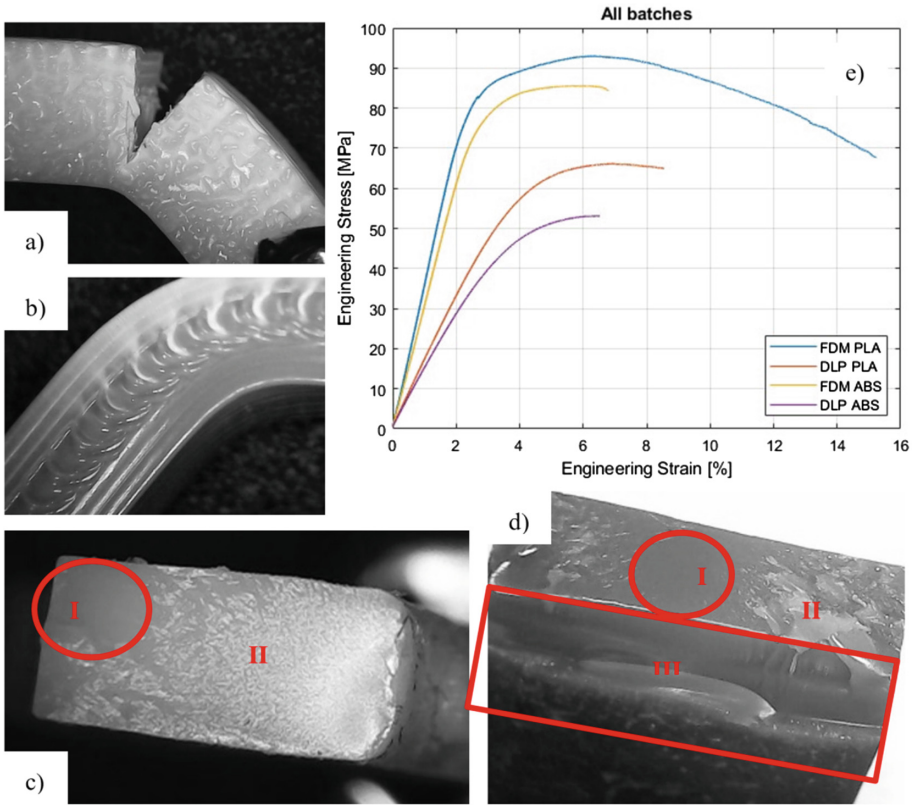 a)
b)
c)
I
II
d)
I
II
III
All batches
e)
Engineering Stress [MPa]
100
90
80
70
60
50
40
30
20
10
0
0 2 4 6 8 10 12 14 16
Engineering Strain [%]
FDM PLA
DLP PLA
FDM ABS
DLP ABS